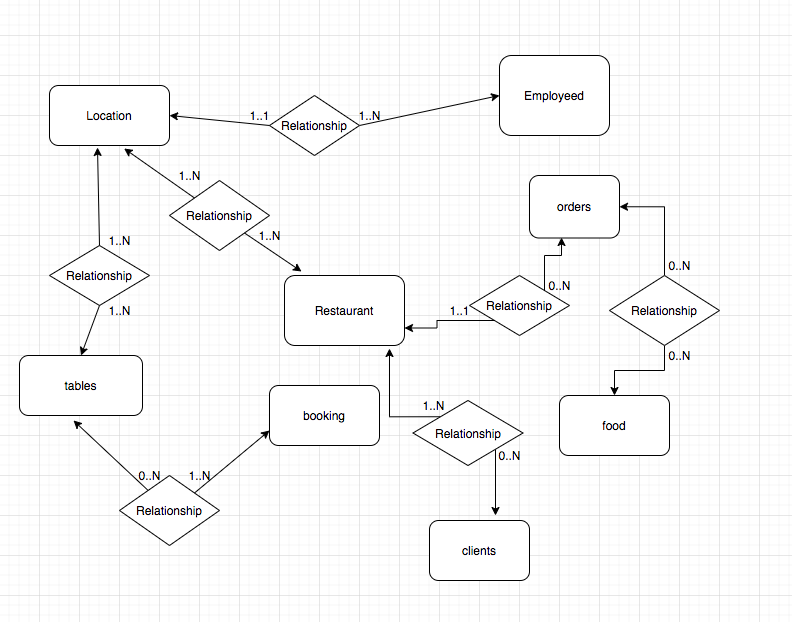 Employeed
Location
1..1
Relationship
1..N
1..N
Relationship
1..N
orders
1..N
Relationship
1..N
0..N
Relationship
0..N
Relationship
1..1
0..N
Restaurant
tables
booking
1..N
Relationship
0..N
food
0..N
1..N
Relationship
clients